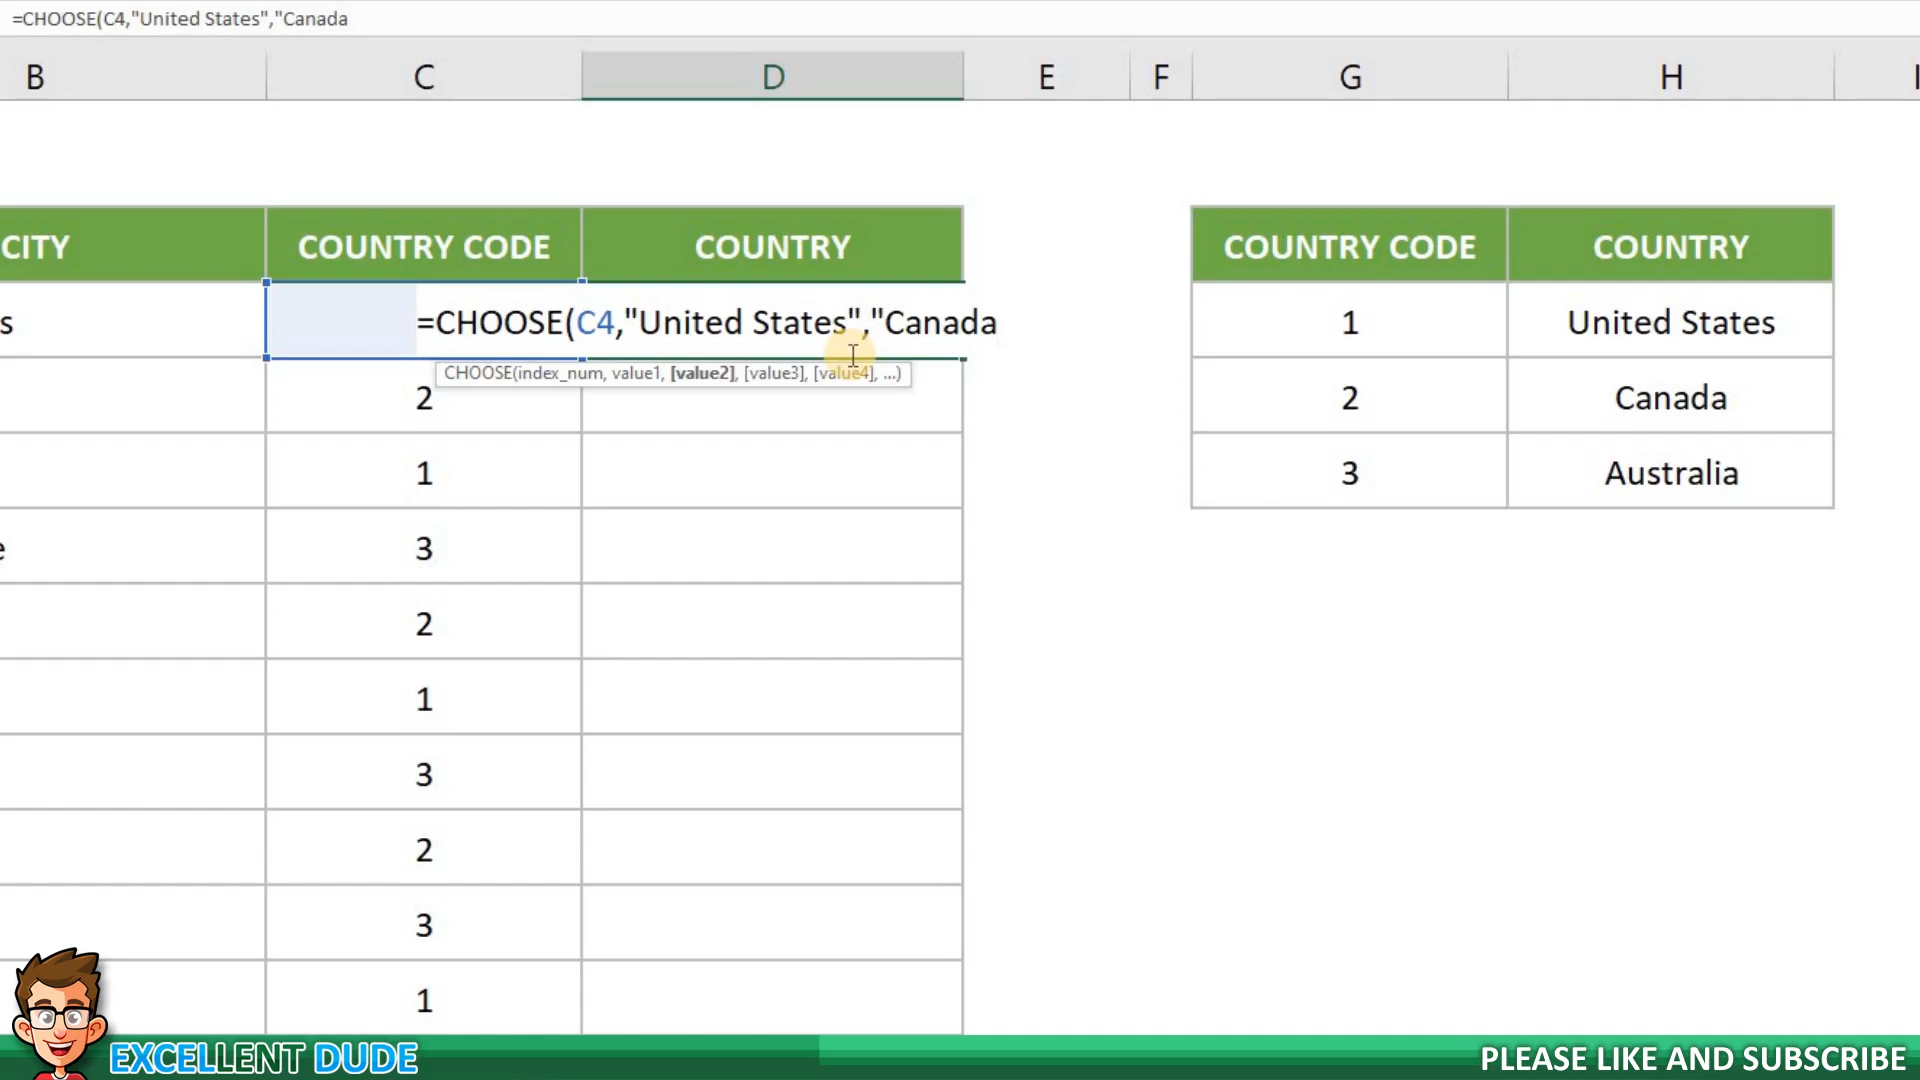 =CHOOSE(C4,"United States","Canada
B C D E F G H I
CITY COUNTRY CODE COUNTRY COUNTRY CODE COUNTRY
s =CHOOSE(C4,"United States","Canada 1 United States
CHOOSE(index_num, value1, [value2], [value3], [value4], ...)
2 2 Canada
1 3 Australia
e 3
2
1
3
2
3
1
EXCELLENT DUDE PLEASE LIKE AND SUBSCRIBE